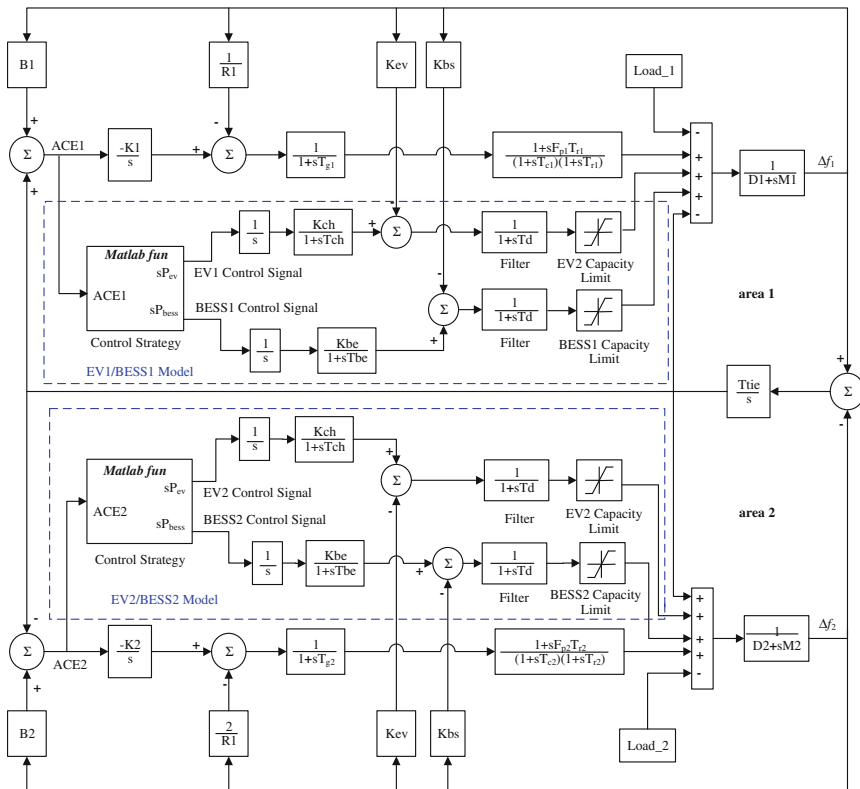 B1
1
R1
Kev
Kbs
Load_1
-
+
ACE1
-K1
s
+
Σ
Σ
1
1+sTg1
1+sFp1Tr1
(1+sTc1)(1+sTr1)
-
+
+
+
-
1
D1+sM1
Δf1
+
-
Matlab fun
sPev
ACE1
sPbess
Control Strategy
1
s
Kch
1+sTch
+
Σ
EV1 Control Signal
1
1+sTd
Filter
EV2 Capacity
Limit
-
BESS1 Control Signal
Σ
+
1
1+sTd
Filter
BESS1 Capacity
Limit
1
s
Kbe
1+sTbe
EV1/BESS1 Model
area 1
+
Ttie
s
Σ
-
Matlab fun
sPev
ACE2
sPbess
Control Strategy
1
s
Kch
1+sTch
+
Σ
-
EV2 Control Signal
1
1+sTd
Filter
EV2 Capacity
Limit
area 2
BESS2 Control Signal
1
s
Kbe
1+sTbe
+
Σ
-
1
1+sTd
Filter
BESS2 Capacity
Limit
EV2/BESS2 Model
-
Σ
+
ACE2
-K2
s
+
Σ
-
1
1+sTg2
1+sFp2Tr2
(1+sTc2)(1+sTr2)
+
+
+
+
-
1
D2+sM2
Δf2
B2
2
R1
Kev
Kbs
Load_2